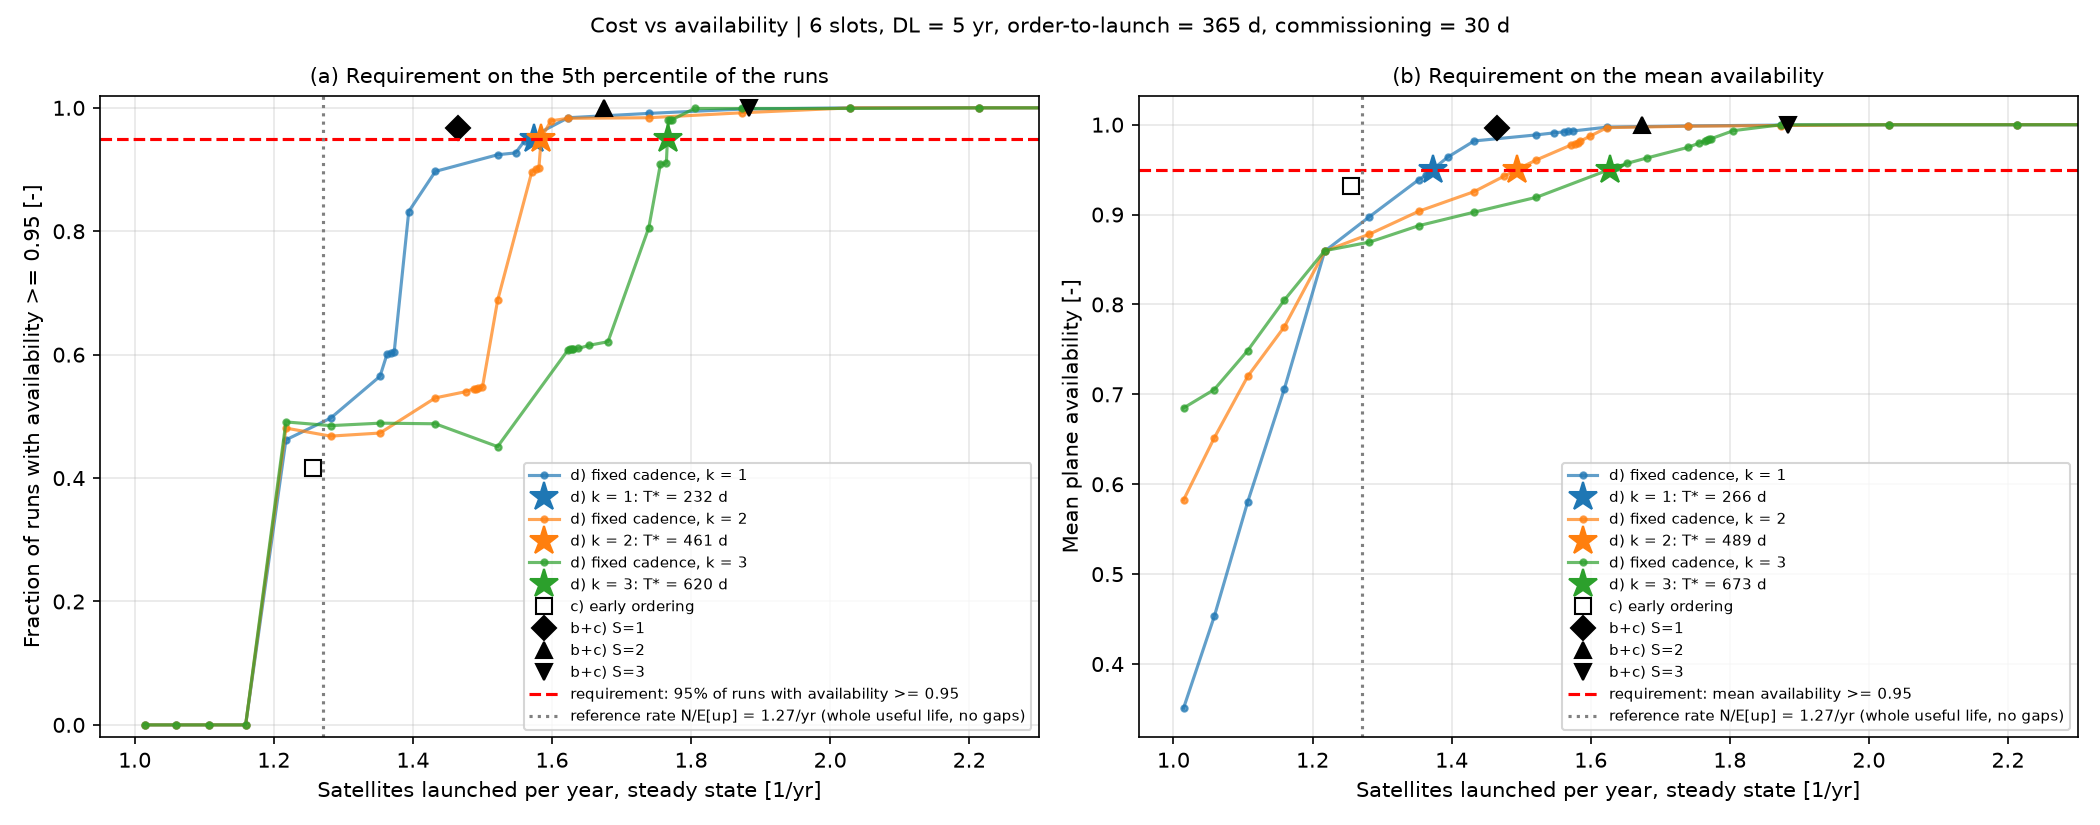 Cost vs availability | 6 slots, DL = 5 yr, order-to-launch = 365 d, commissioning = 30 d
(a) Requirement on the 5th percentile of the runs
Fraction of runs with availability >= 0.95 [-]
1.0
0.8
0.6
0.4
0.2
0.0
d) fixed cadence, k = 1
d) k = 1: T* = 232 d
d) fixed cadence, k = 2
d) k = 2: T* = 461 d
d) fixed cadence, k = 3
d) k = 3: T* = 620 d
c) early ordering
b+c) S=1
b+c) S=2
b+c) S=3
requirement: 95% of runs with availability >= 0.95
reference rate N/E[up] = 1.27/yr (whole useful life, no gaps)
1.0 1.2 1.4 1.6 1.8 2.0 2.2
Satellites launched per year, steady state [1/yr]
(b) Requirement on the mean availability
Mean plane availability [-]
1.0
0.9
0.8
0.7
0.6
0.5
0.4
d) fixed cadence, k = 1
d) k = 1: T* = 266 d
d) fixed cadence, k = 2
d) k = 2: T* = 489 d
d) fixed cadence, k = 3
d) k = 3: T* = 673 d
c) early ordering
b+c) S=1
b+c) S=2
b+c) S=3
requirement: mean availability >= 0.95
reference rate N/E[up] = 1.27/yr (whole useful life, no gaps)
1.0 1.2 1.4 1.6 1.8 2.0 2.2
Satellites launched per year, steady state [1/yr]